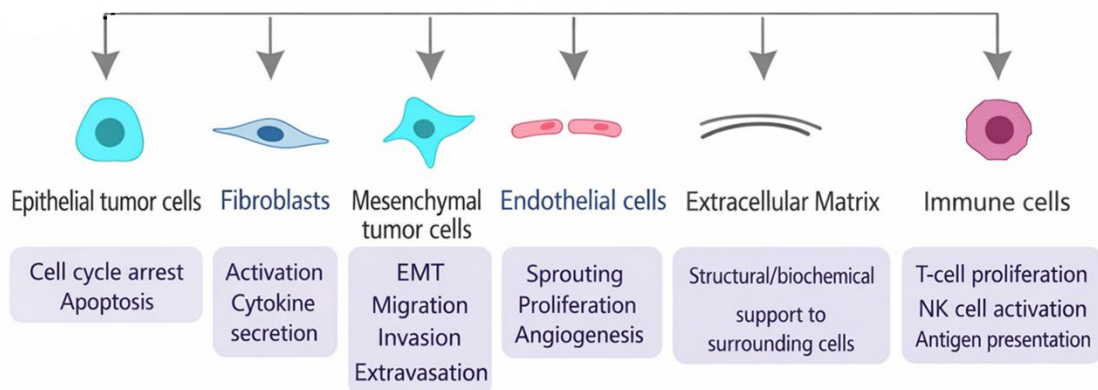 Epithelial tumor cells
Cell cycle arrest
Apoptosis
Fibroblasts
Activation
Cytokine
secretion
Mesenchymal
tumor cells
EMT
Migration
Invasion
Extravasation
Endothelial cells
Sprouting
Proliferation
Angiogenesis
Extracellular Matrix
Structural/biochemical
support to
surrounding cells
Immune cells
T-cell proliferation
NK cell activation
Antigen presentation